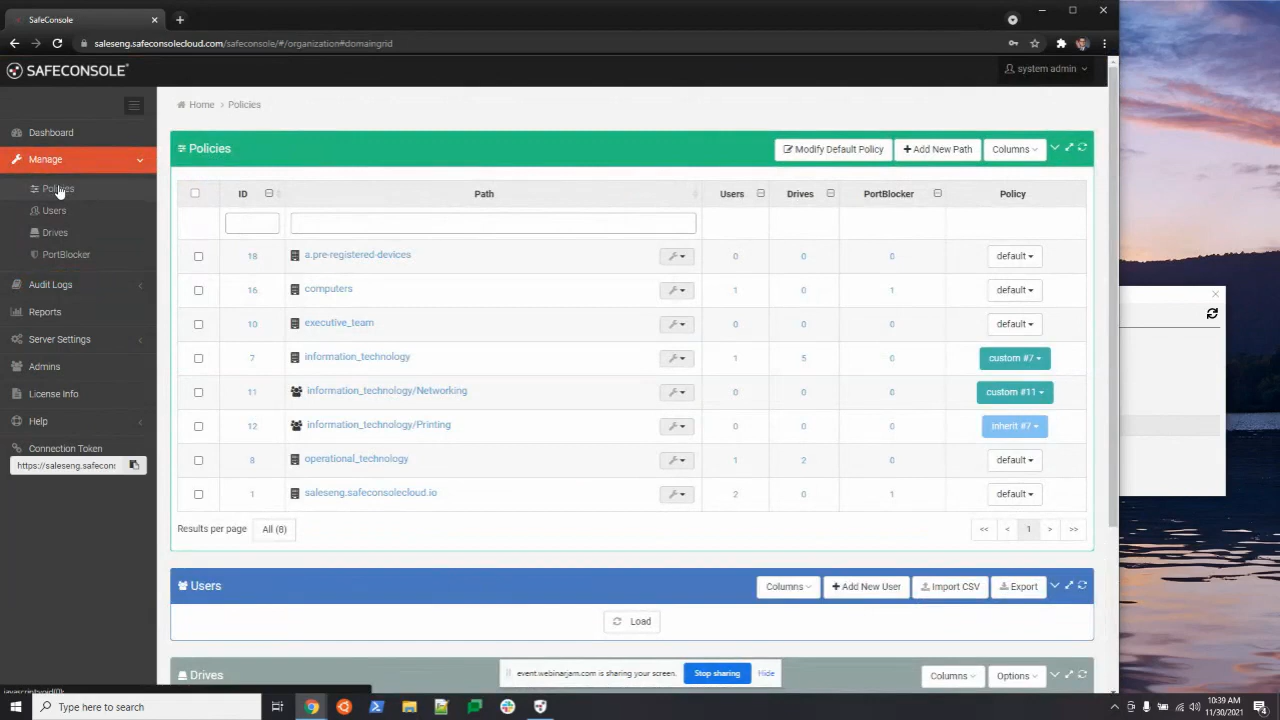 SafeConsole
saleseng.safeconsolecloud.com/safeconsole/#/organization#domaingrid
SAFECONSOLE®
system admin
Dashboard
Manage
Policies
Users
Drives
PortBlocker
Audit Logs
Reports
Server Settings
Admins
License Info
Help
Connection Token
https://saleseng.safecon
Home > Policies
Policies
Modify Default Policy
Add New Path
Columns
ID Path Users Drives PortBlocker Policy
18 a.pre-registered-devices 0 0 0 default
16 computers 1 0 1 default
10 executive_team 0 0 0 default
7 information_technology 1 5 0 custom #7
11 information_technology/Networking 0 0 0 custom #11
12 information_technology/Printing 0 0 0 inherit #7
8 operational_technology 1 2 0 default
1 saleseng.safeconsolecloud.io 2 0 1 default
Results per page All (8)
<< < 1 > >>
Users
Columns
Add New User
Import CSV
Export
Load
Drives
Columns
Options
event.webinarjam.com is sharing your screen.
Stop sharing
Hide
javascript:void(0);
Type here to search
10:39 AM
11/30/2021
4